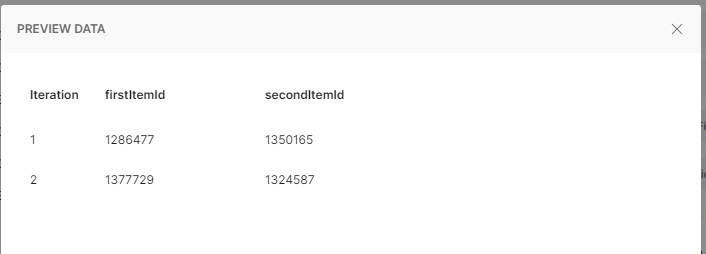 PREVIEW DATA
Iteration firstItemId secondItemId
1 1286477 1350165
2 1377729 1324587